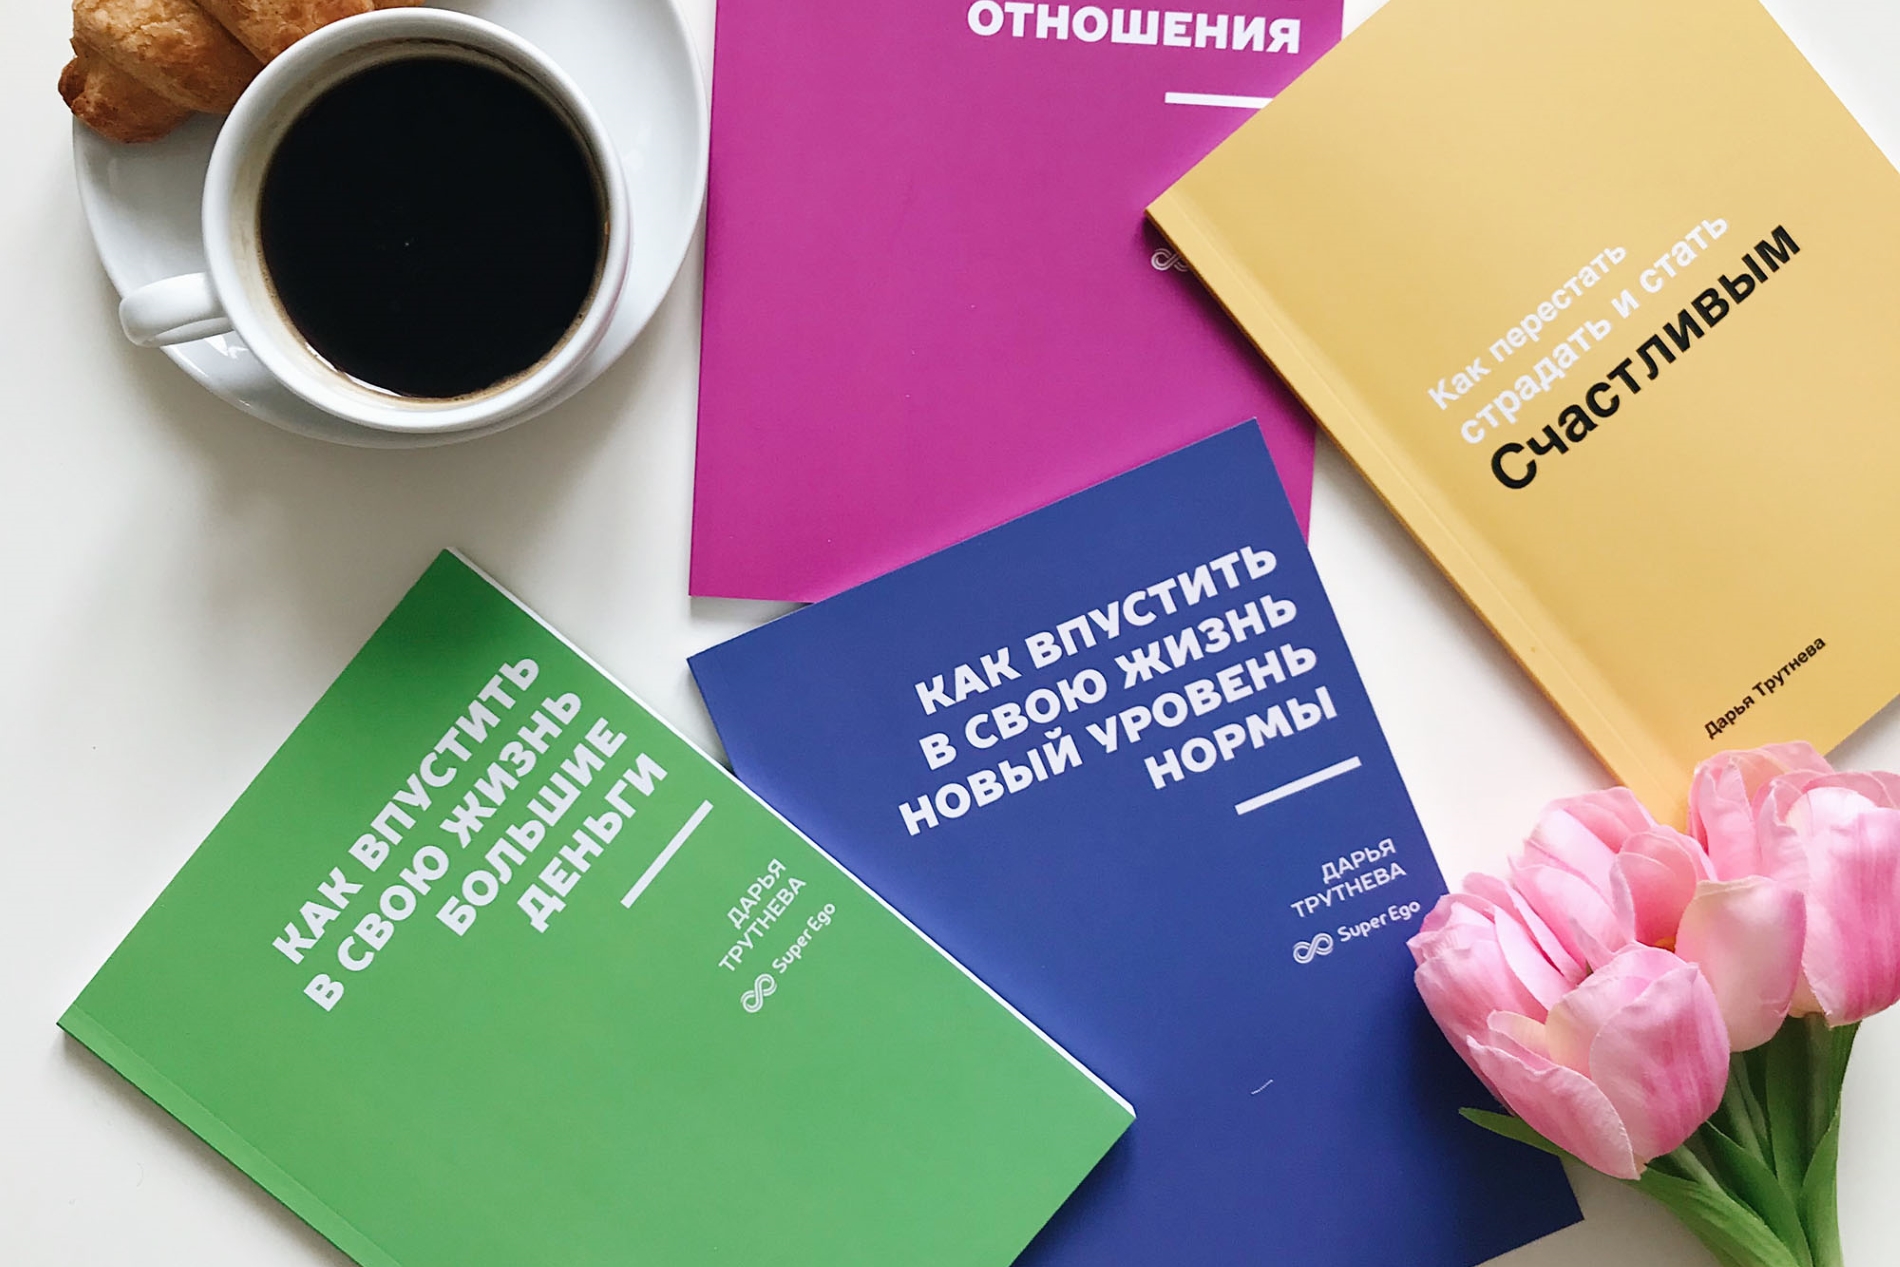 ОТНОШЕНИЯ
Как перестать
страдать и стать
Счастливым
Дарья Трутнева
КАК ВПУСТИТЬ
В СВОЮ ЖИЗНЬ
НОВЫЙ УРОВЕНЬ
НОРМЫ
ДАРЬЯ
ТРУТНЕВА
Super Ego
КАК ВПУСТИТЬ
В СВОЮ ЖИЗНЬ
БОЛЬШИЕ
ДЕНЬГИ
ДАРЬЯ
ТРУТНЕВА
Super Ego